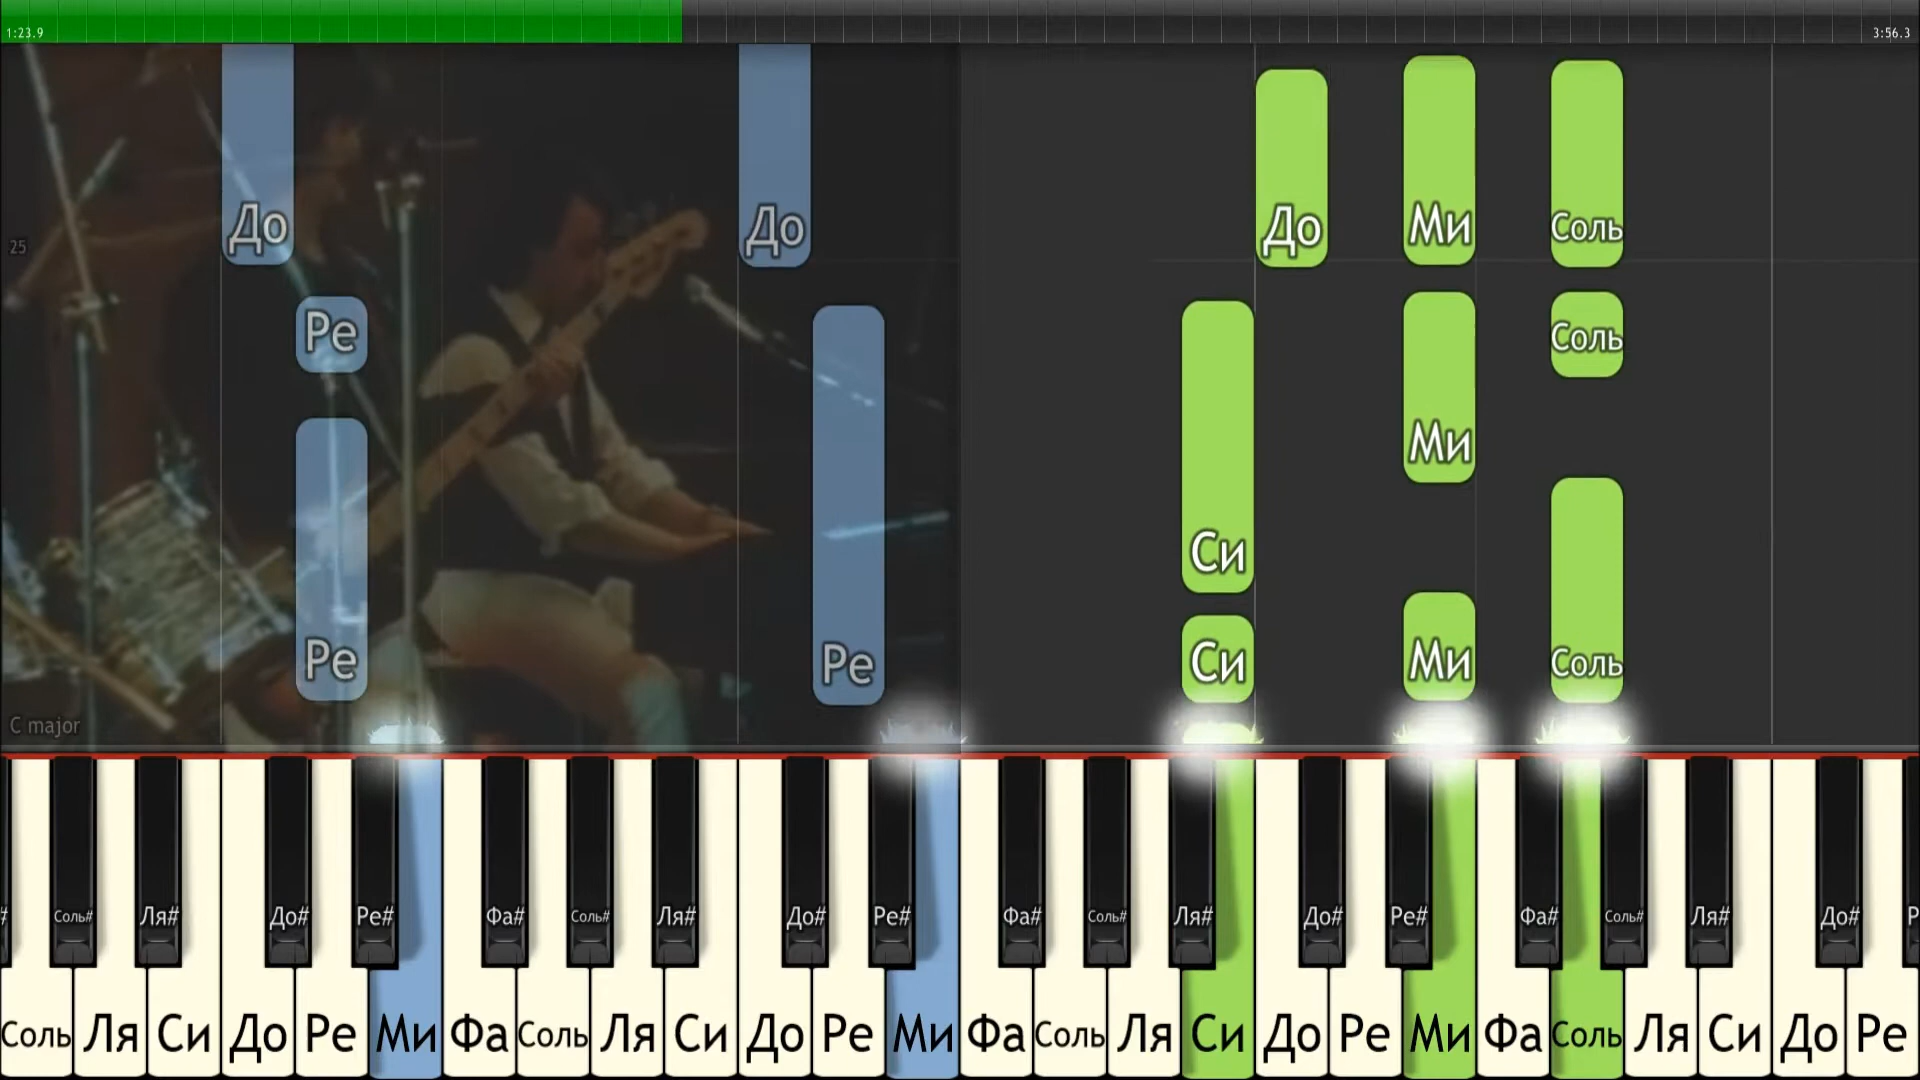 1:23.9 3:56.3
До До До Ми Соль
25
Ре Соль
Ми
Си
Ре Ре Си Ми Соль
C major
# Соль# Ля# До# Ре# Фа# Соль# Ля# До# Ре# Фа# Соль# Ля# До# Ре# Фа# Соль# Ля# До# Р
Соль Ля Си До Ре Ми Фа Соль Ля Си До Ре Ми Фа Соль Ля Си До Ре Ми Фа Соль Ля Си До Ре